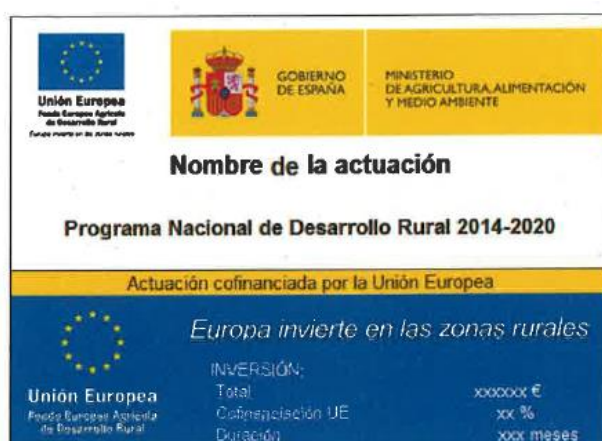 Unión Europea
Fondo Europeo Agrícola
de Desarrollo Rural
Europa invierte en las zonas rurales
GOBIERNO
DE ESPAÑA
MINISTERIO
DE AGRICULTURA, ALIMENTACIÓN
Y MEDIO AMBIENTE
Nombre de la actuación
Programa Nacional de Desarrollo Rural 2014-2020
Actuación cofinanciada por la Unión Europea
Europa invierte en las zonas rurales
Unión Europea
Fondo Europeo Agrícola
de Desarrollo Rural
INVERSIÓN:
Total xxxxxx €
Cofinanciación UE xx %
Duración xxx meses